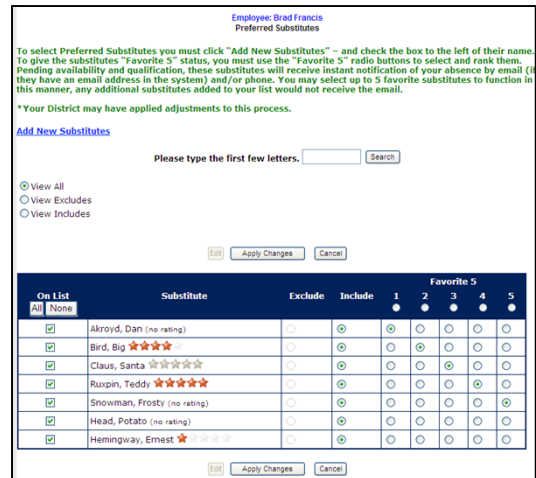 Employee: Brad Francis
Preferred Substitutes
To select Preferred Substitutes you must click "Add New Substitutes" – and check the box to the left of their name.
To give the substitutes "Favorite 5" status, you must use the "Favorite 5" radio buttons to select and rank them.
Pending availability and qualification, these substitutes will receive instant notification of your absence by email (if
they have an email address in the system) and/or phone. You may select up to 5 favorite substitutes to function in
this manner, any additional substitutes added to your list would not receive the email.
*Your District may have applied adjustments to this process.
Add New Substitutes
Please type the first few letters. Search
View All
View Excludes
View Includes
Edit Apply Changes Cancel
Favorite 5
On List Substitute Exclude Include 1 2 3 4 5
All None
Akroyd, Dan (no rating)
Bird, Big
Claus, Santa
Ruxpin, Teddy
Snowman, Frosty (no rating)
Head, Potato (no rating)
Hemingway, Ernest
Edit Apply Changes Cancel